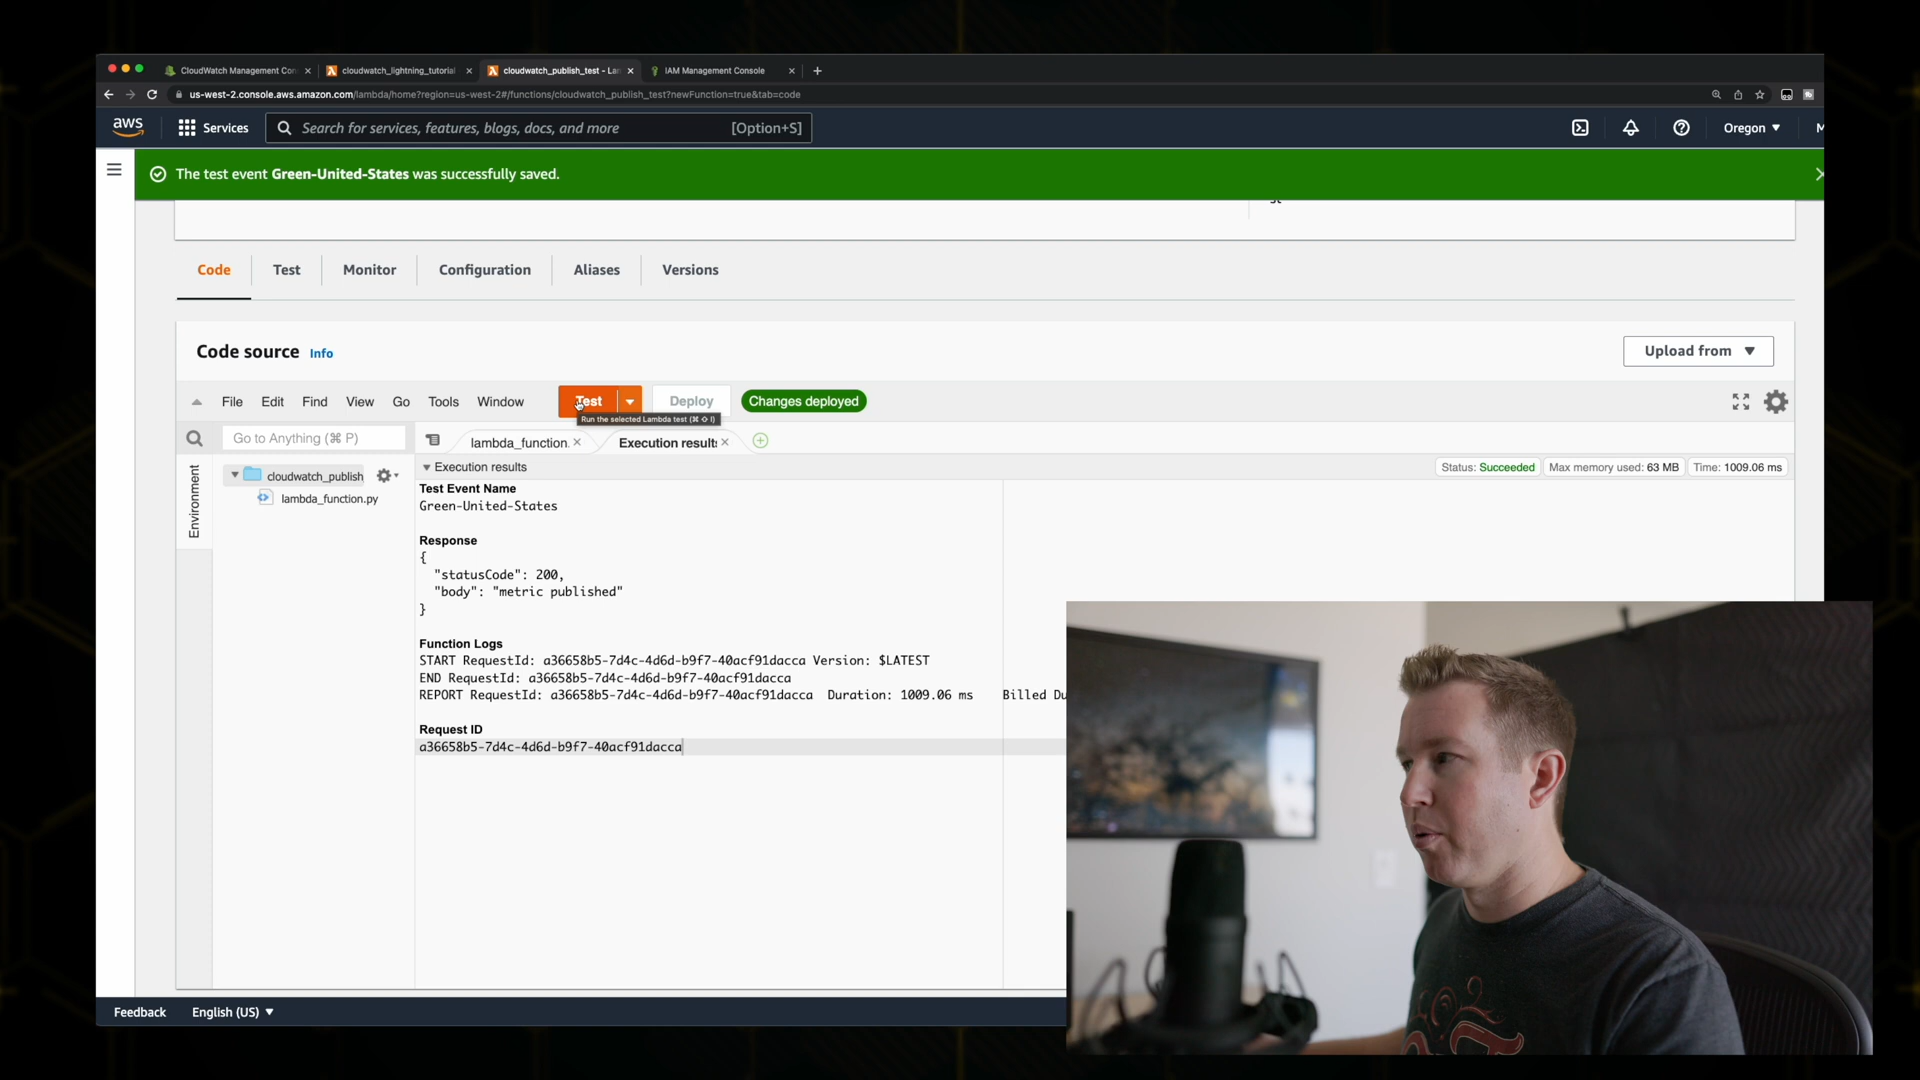 CloudWatch Management Con
cloudwatch_lightning_tutorial
cloudwatch_publish_test - La
IAM Management Console
us-west-2.console.aws.amazon.com/lambda/home?region=us-west-2#/functions/cloudwatch_publish_test?newFunction=true&tab=code
aws
Services
Search for services, features, blogs, docs, and more
[Option+S]
Oregon
The test event Green-United-States was successfully saved.
Code
Test
Monitor
Configuration
Aliases
Versions
Code source Info
Upload from
File Edit Find View Go Tools Window
Test
Deploy
Changes deployed
Run the selected Lambda test (⌘ ⇧ I)
Go to Anything (⌘ P)
lambda_function.
Execution results
Environment
cloudwatch_publish
lambda_function.py
Execution results
Status: Succeeded
Max memory used: 63 MB
Time: 1009.06 ms
Test Event Name
Green-United-States
Response
{
"statusCode": 200,
"body": "metric published"
}
Function Logs
START RequestId: a36658b5-7d4c-4d6d-b9f7-40acf91dacca Version: $LATEST
END RequestId: a36658b5-7d4c-4d6d-b9f7-40acf91dacca
REPORT RequestId: a36658b5-7d4c-4d6d-b9f7-40acf91dacca Duration: 1009.06 ms Billed Du
Request ID
a36658b5-7d4c-4d6d-b9f7-40acf91dacca
Feedback
English (US)